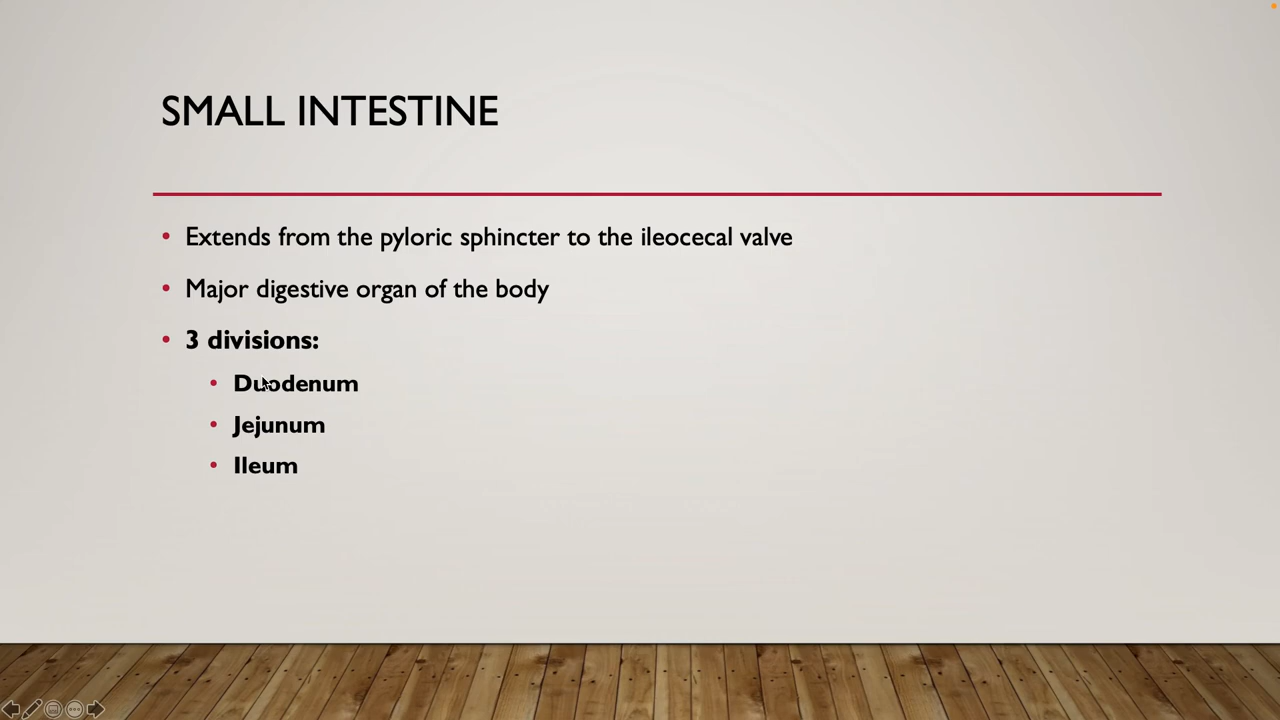 SMALL INTESTINE
• Extends from the pyloric sphincter to the ileocecal valve
• Major digestive organ of the body
• 3 divisions:
• Duodenum
• Jejunum
• Ileum